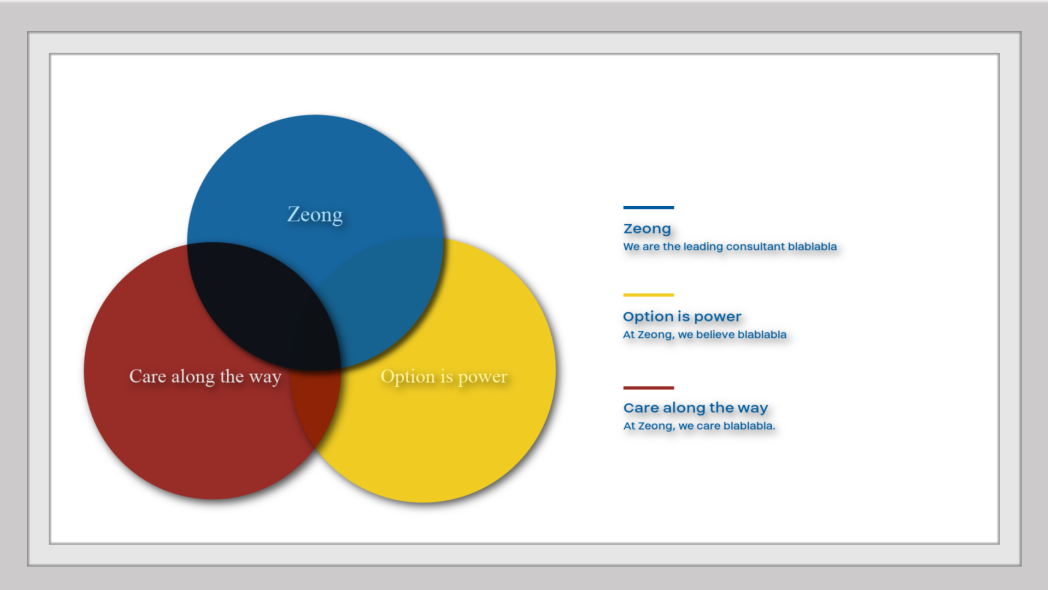 Zeong
Care along the way
Option is power
Zeong
We are the leading consultant blablabla
Option is power
At Zeong, we believe blablabla
Care along the way
At Zeong, we care blablabla.